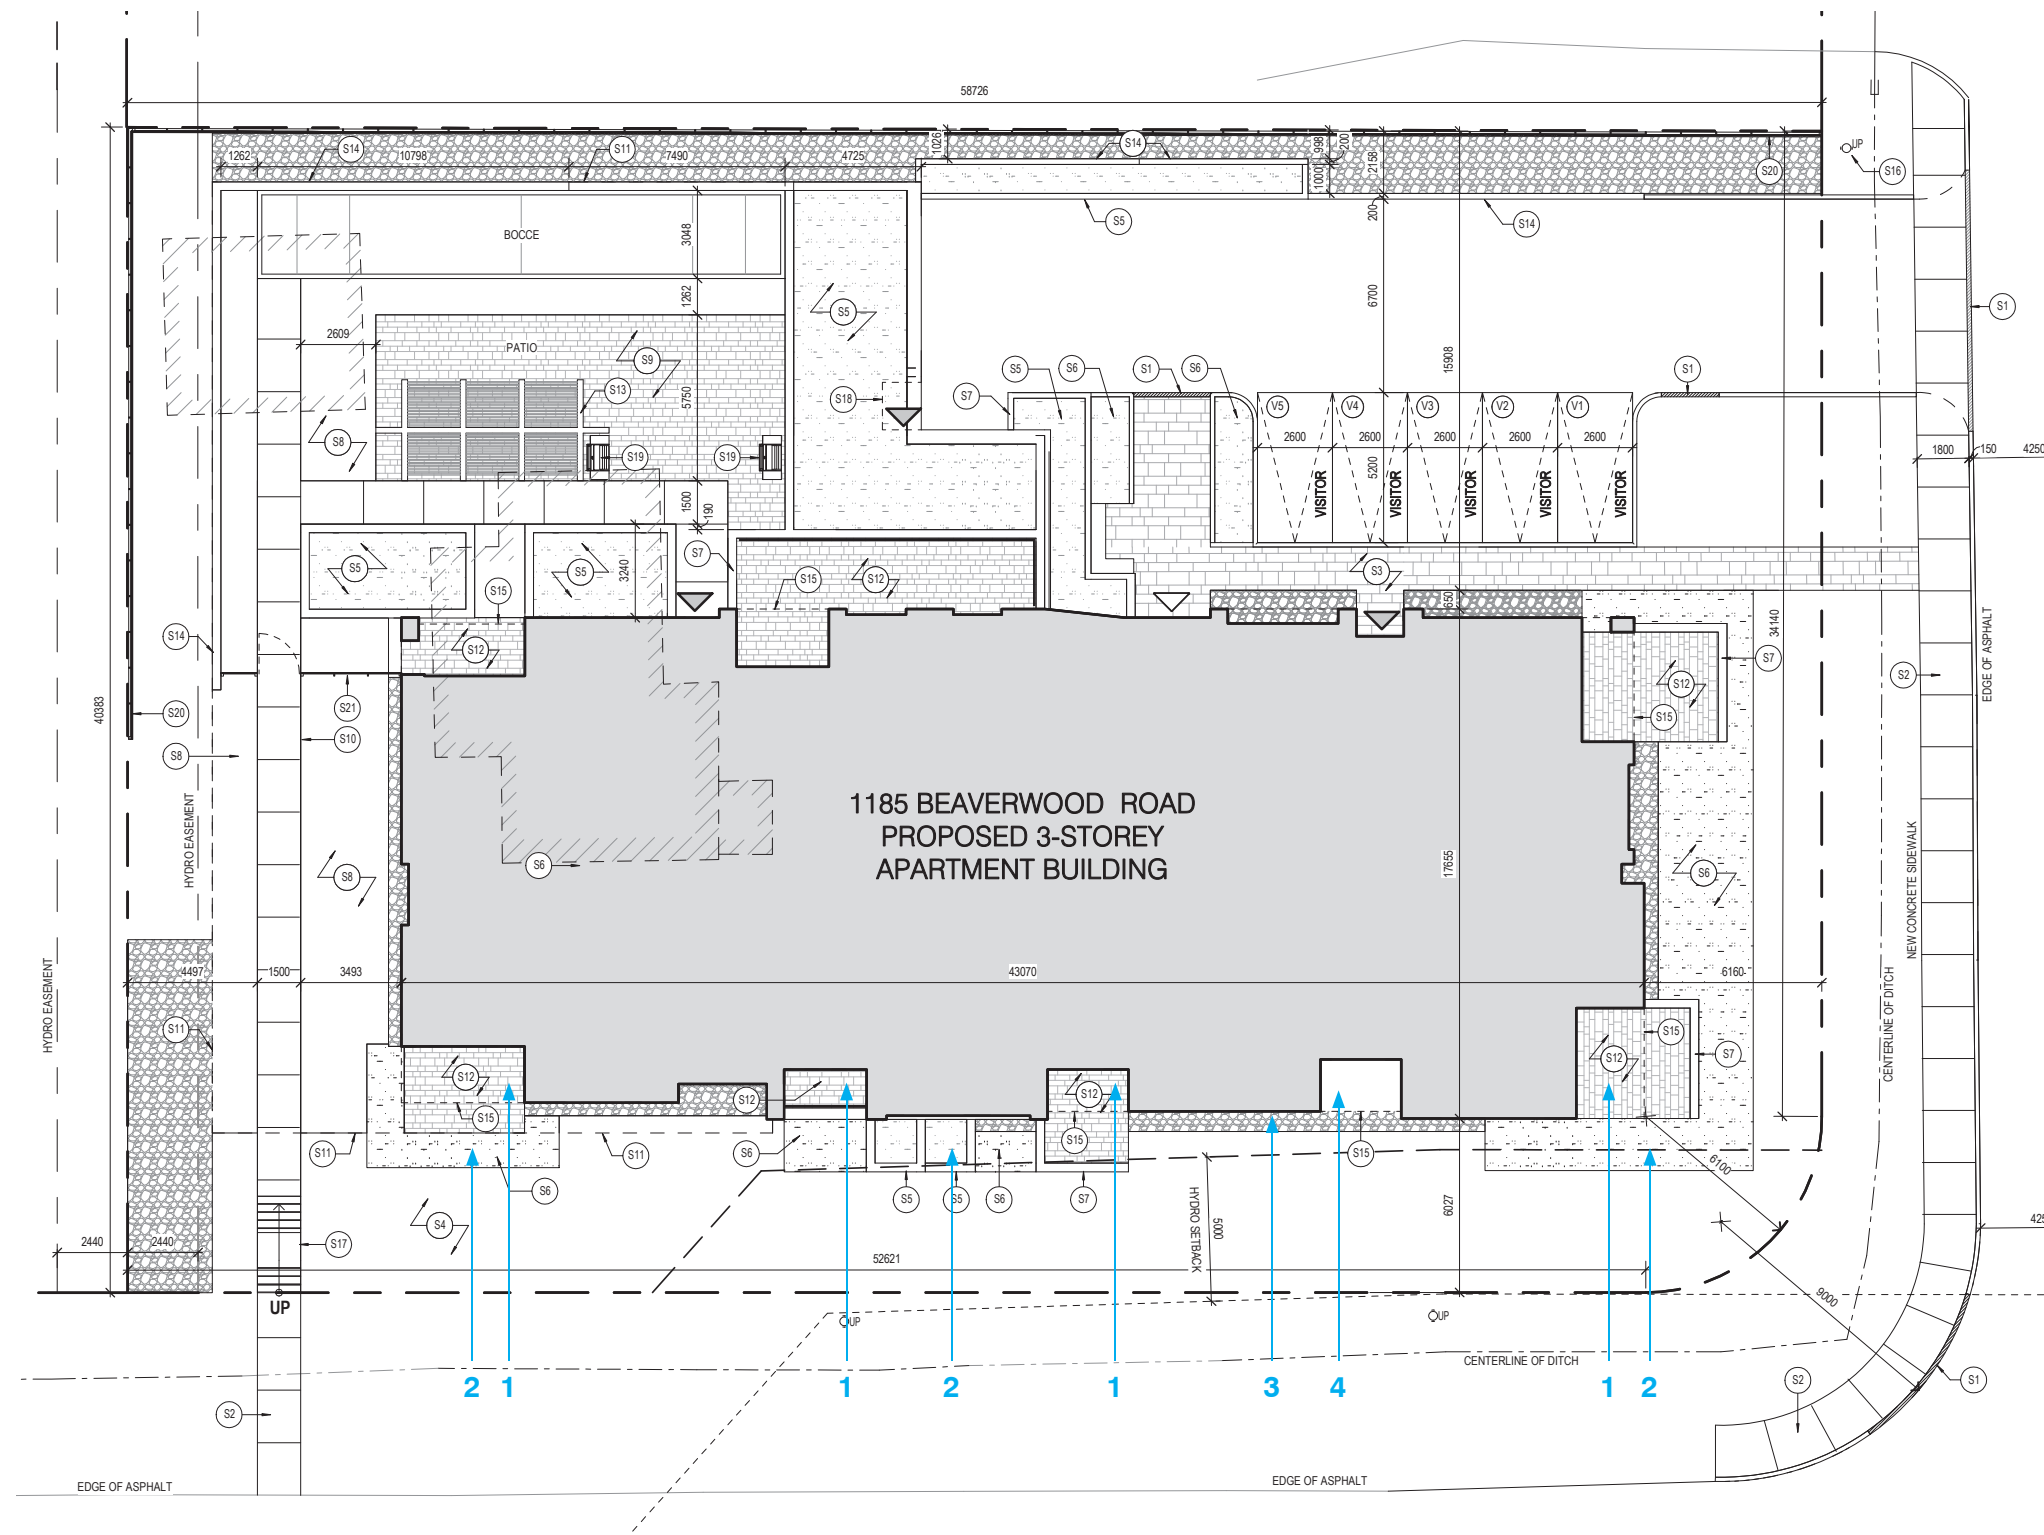 58726
1262
S14
10798
S11
7490
4725
1026
S14
998
200
1000
2158
S20
UP
S16
200
S5
S14
BOCCE
3048
S5
1262
6700
S1
2609
PATIO
S9
15908
S13
5750
S18
S7
S5
S6
S1
S6
V5
V4
V3
V2
V1
S1
2600
2600
2600
2600
2600
S8
S19
S19
5200
1800
150
4250
VISITOR
VISITOR
VISITOR
VISITOR
VISITOR
1500
190
S7
S5
S5
3240
S15
S15
S12
S3
650
34140
EDGE OF ASPHALT
S14
S12
S7
S2
S12
40383
S20
S21
S15
S10
S8
HYDRO EASEMENT
1185 BEAVERWOOD ROAD
PROPOSED 3-STOREY
APARTMENT BUILDING
S6
S8
17655
S6
NEW CONCRETE SIDEWALK
HYDRO EASEMENT
4497
1500
3493
43070
6160
CENTERLINE OF DITCH
S11
S15
S12
S7
S12
S12
S12
S15
S15
S15
S11
S11
S6
S6
S5
S5
S6
S7
6100
HYDRO SETBACK
5000
6027
S4
2440
2440
S17
52621
425
UP
UP
UP
9000
CENTERLINE OF DITCH
2 1 1 2 1 3 4 1 2
S2
S2
S1
EDGE OF ASPHALT
EDGE OF ASPHALT